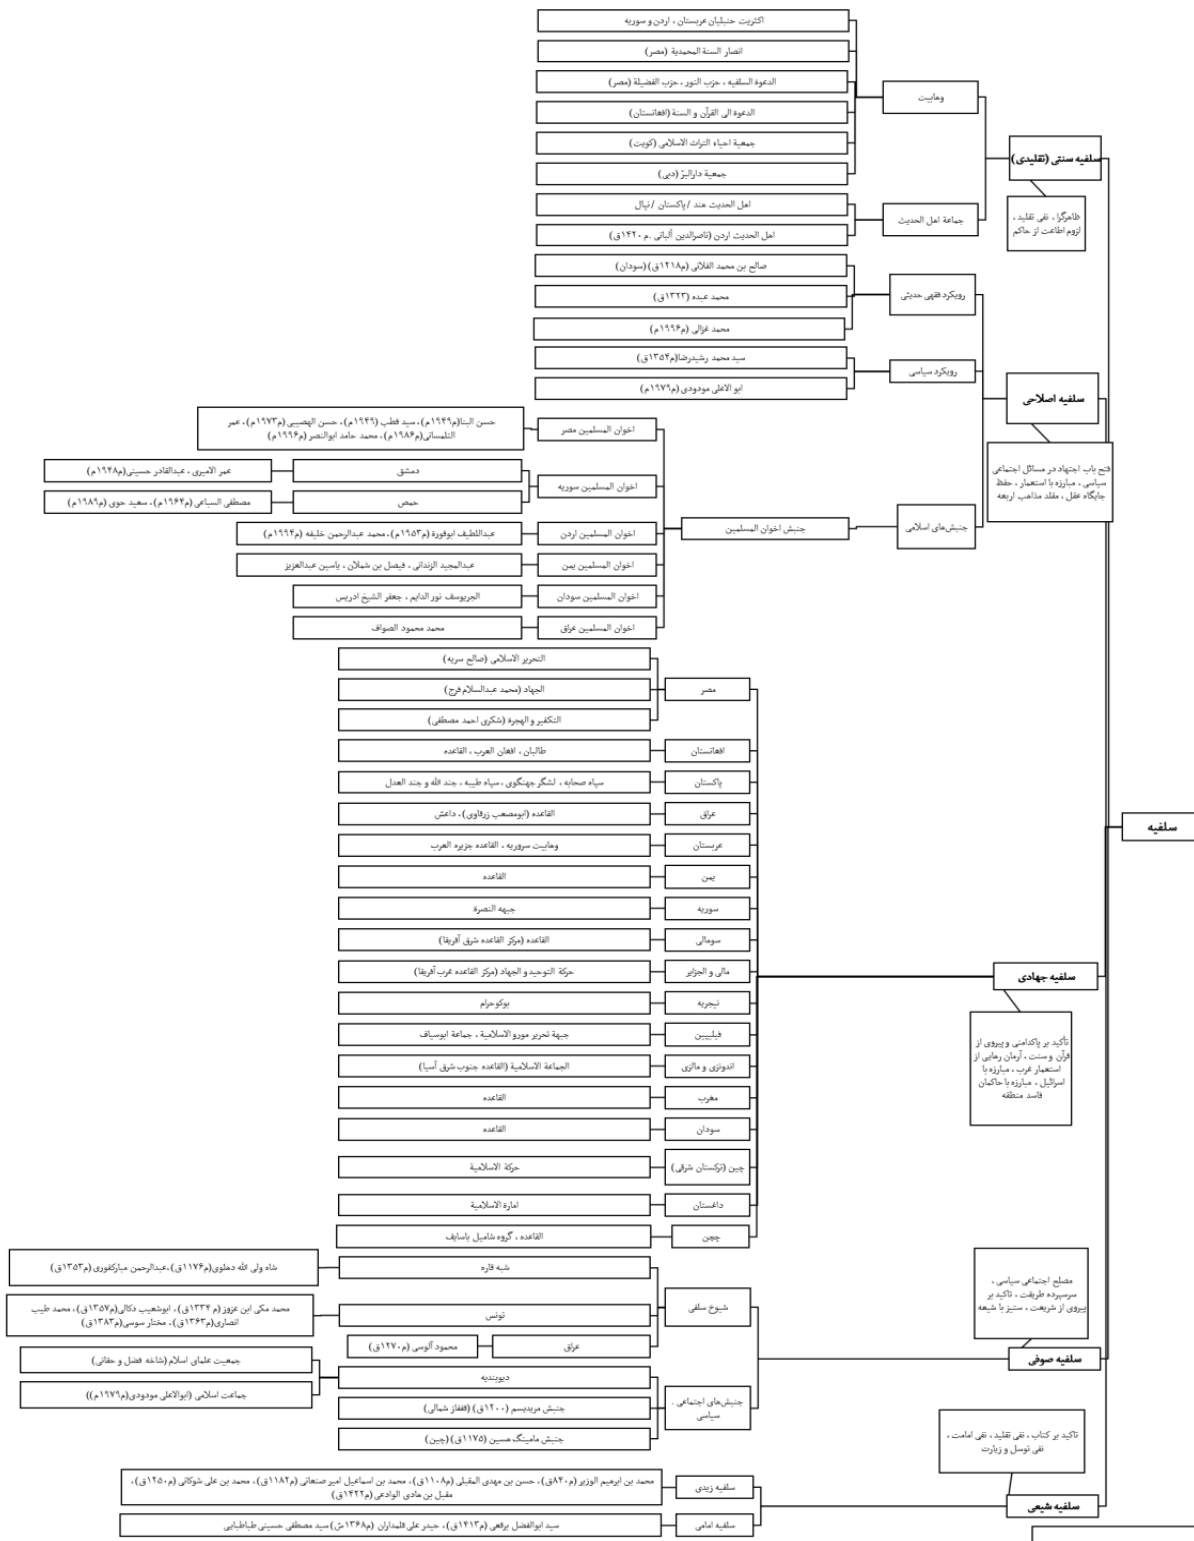 سلفیه
سلفیه سنتی (تقلیدی)
ظاهرگرا ، نفی تقلید ،
لزوم اطاعت از حاکم
وهابیت
اکثریت حنبلیان عربستان ، اردن و سوریه
انصار السنة المحمدیة (مصر)
الدعوة السلفیه ، حزب النور ، حزب الفضیلة (مصر)
الدعوة الی القرآن و السنة (افغانستان)
جمعیة احیاء التراث الاسلامی (کویت)
جمعیة دارالبرّ (دبی)
جماعة اهل الحدیث
اهل الحدیث هند / پاکستان / نپال
اهل الحدیث اردن (ناصرالدین ألبانی .م۱۴۲۰ق)
سلفیه اصلاحی
فتح باب اجتهاد در مسائل اجتماعی
سیاسی ، مبارزه با استعمار ، حفظ
جایگاه عقل ، مقلد مذاهب اربعه
رویکرد فقهی حدیثی
صالح بن محمد الفلانی (م۱۲۱۸ق) (سودان)
محمد عبده (۱۳۲۳ق)
محمد غزالی (م۱۹۹۶م)
رویکرد سیاسی
سید محمد رشیدرضا(م۱۳۵۴ق)
ابو الاعلی مودودی (م۱۹۷۹م)
جنبش‌های اسلامی
جنبش اخوان المسلمین
اخوان المسلمین مصر
حسن البنا(م۱۹۴۹م)، سید قطب (۱۹۴۹م)، حسن الهضیبی (م۱۹۷۳م)، عمر
التلمسانی(م۱۹۸۶م)، محمد حامد ابوالنصر (م۱۹۹۶م)
اخوان المسلمین سوریه
دمشق
عمر الامیری ، عبدالقادر حسینی(م۱۹۴۸م)
حمص
مصطفی السباعی (م۱۹۶۴م)، سعید حوی (م۱۹۸۹م)
اخوان المسلمین اردن
عبداللطیف ابوقورة (م۱۹۵۳م)، محمد عبدالرحمن خلیفه (م۱۹۹۴م)
اخوان المسلمین یمن
عبدالمجید الزندانی ، فیصل بن شملان ، یاسین عبدالعزیز
اخوان المسلمین سودان
الجریوسف نور الدایم ، جعفر الشیخ ادریس
اخوان المسلمین عراق
محمد محمود الصواف
سلفیه جهادی
تأکید بر پاکدامنی و پیروی از
قرآن و سنت ، آرمان رهایی از
استعمار غرب ، مبارزه با
اسرائیل ، مبارزه با حاکمان
فاسد منطقه
مصر
التحریر الاسلامی (صالح سریه)
الجهاد (محمد عبدالسلام فرج)
التکفیر و الهجرة (شکری احمد مصطفی)
افغانستان
طالبان ، افغان العرب ، القاعده
پاکستان
سپاه صحابه ، لشگر جهنگوی ، سپاه طیبه ، جند الله و جند العدل
عراق
القاعده (ابومصعب زرقاوی) ، داعش
عربستان
وهابیت سروریه ، القاعده جزیره العرب
یمن
القاعده
سوریه
جبهه النصرة
سومالی
القاعده (مرکز القاعده شرق آفریقا)
مالی و الجزایر
حرکة التوحید و الجهاد (مرکز القاعده غرب آفریقا)
نیجریه
بوکوحرام
فیلیپین
جبهة تحریر مورو الاسلامیة ، جماعة ابوسیاف
اندونزی و مالزی
الجماعة الاسلامیة (القاعده جنوب شرق آسیا)
مغرب
القاعده
سودان
القاعده
چین (ترکستان شرقی)
حرکة الاسلامیة
داغستان
امارة الاسلامیة
چچن
القاعده ، گروه شامیل باسایف
سلفیه صوفی
مصلح اجتماعی سیاسی ،
سرسپرده طریقت ، تاکید بر
پیروی از شریعت ، ستیز با شیعه
شیوخ سلفی
شبه قاره
شاه ولی الله دهلوی(م۱۱۷۶ق)،عبدالرحمن مبارکفوری (م۱۳۵۳ق)
تونس
محمد مکی ابن عزوز (م ۱۳۳۴ق) ، ابوشعیب دکالی(م۱۳۵۷ق)، محمد طیب
انصاری(م۱۳۶۳ق)، مختار سوسی(م۱۳۸۳ق)
عراق
محمود آلوسی (م۱۲۷۰ق)
جنبش‌های اجتماعی .
سیاسی
دیوبندیه
جمعیت علمای اسلام (شاخه فضل و حقانی)
جماعت اسلامی (ابوالاعلی مودودی(م۱۹۷۹م))
جنبش مریدیسم (۱۲۰۰ق) (قفقاز شمالی)
جنبش مامینگ هسین (۱۱۷۵ق) (چین)
سلفیه شیعی
تاکید بر کتاب ، نفی تقلید ، نفی امامت ،
نفی توسل و زیارت
سلفیه زیدی
محمد بن ابرهیم الوزیر (م۸۴۰ق)، حسن بن مهدی المقبلی (م۱۱۰۸ق)، محمد بن اسماعیل امیر صنعانی (م۱۱۸۲ق)، محمد بن علی شوکانی (م۱۲۵۰ق)،
مقبل بن هادی الوادعی (م۱۴۲۲ق)
سلفیه امامی
سید ابوالفضل برقعی (م۱۴۱۳ق)، حیدر علی قلمداران (م۱۳۶۸ش) سید مصطفی حسینی طباطبایی